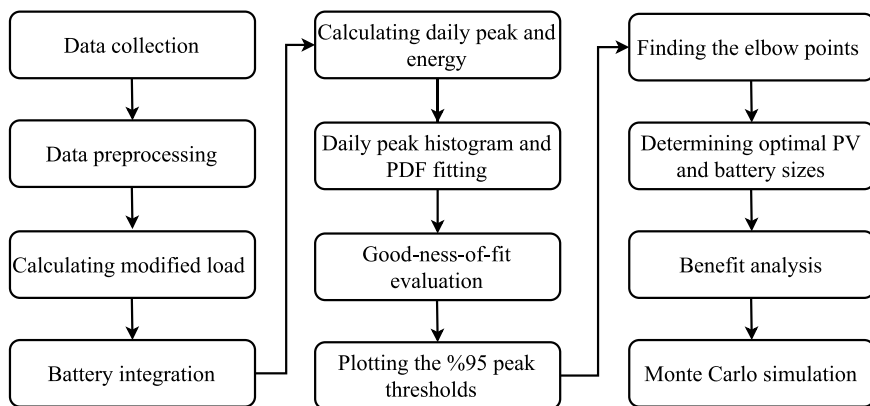 Data collection
Data preprocessing
Calculating modified load
Battery integration
Calculating daily peak and
energy
Daily peak histogram and
PDF fitting
Good-ness-of-fit
evaluation
Plotting the %95 peak
thresholds
Finding the elbow points
Determining optimal PV
and battery sizes
Benefit analysis
Monte Carlo simulation